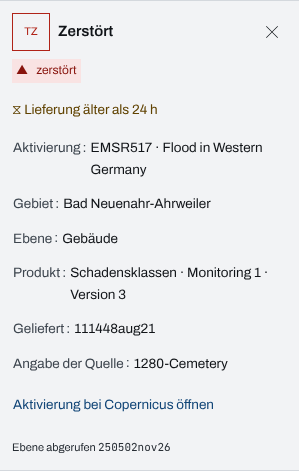 TZ Zerstört
zerstört
Lieferung älter als 24 h
Aktivierung: EMSR517 · Flood in Western
Germany
Gebiet: Bad Neuenahr-Ahrweiler
Ebene: Gebäude
Produkt: Schadensklassen · Monitoring 1 ·
Version 3
Geliefert: 111448aug21
Angabe der Quelle: 1280-Cemetery
Aktivierung bei Copernicus öffnen
Ebene abgerufen 250502nov26